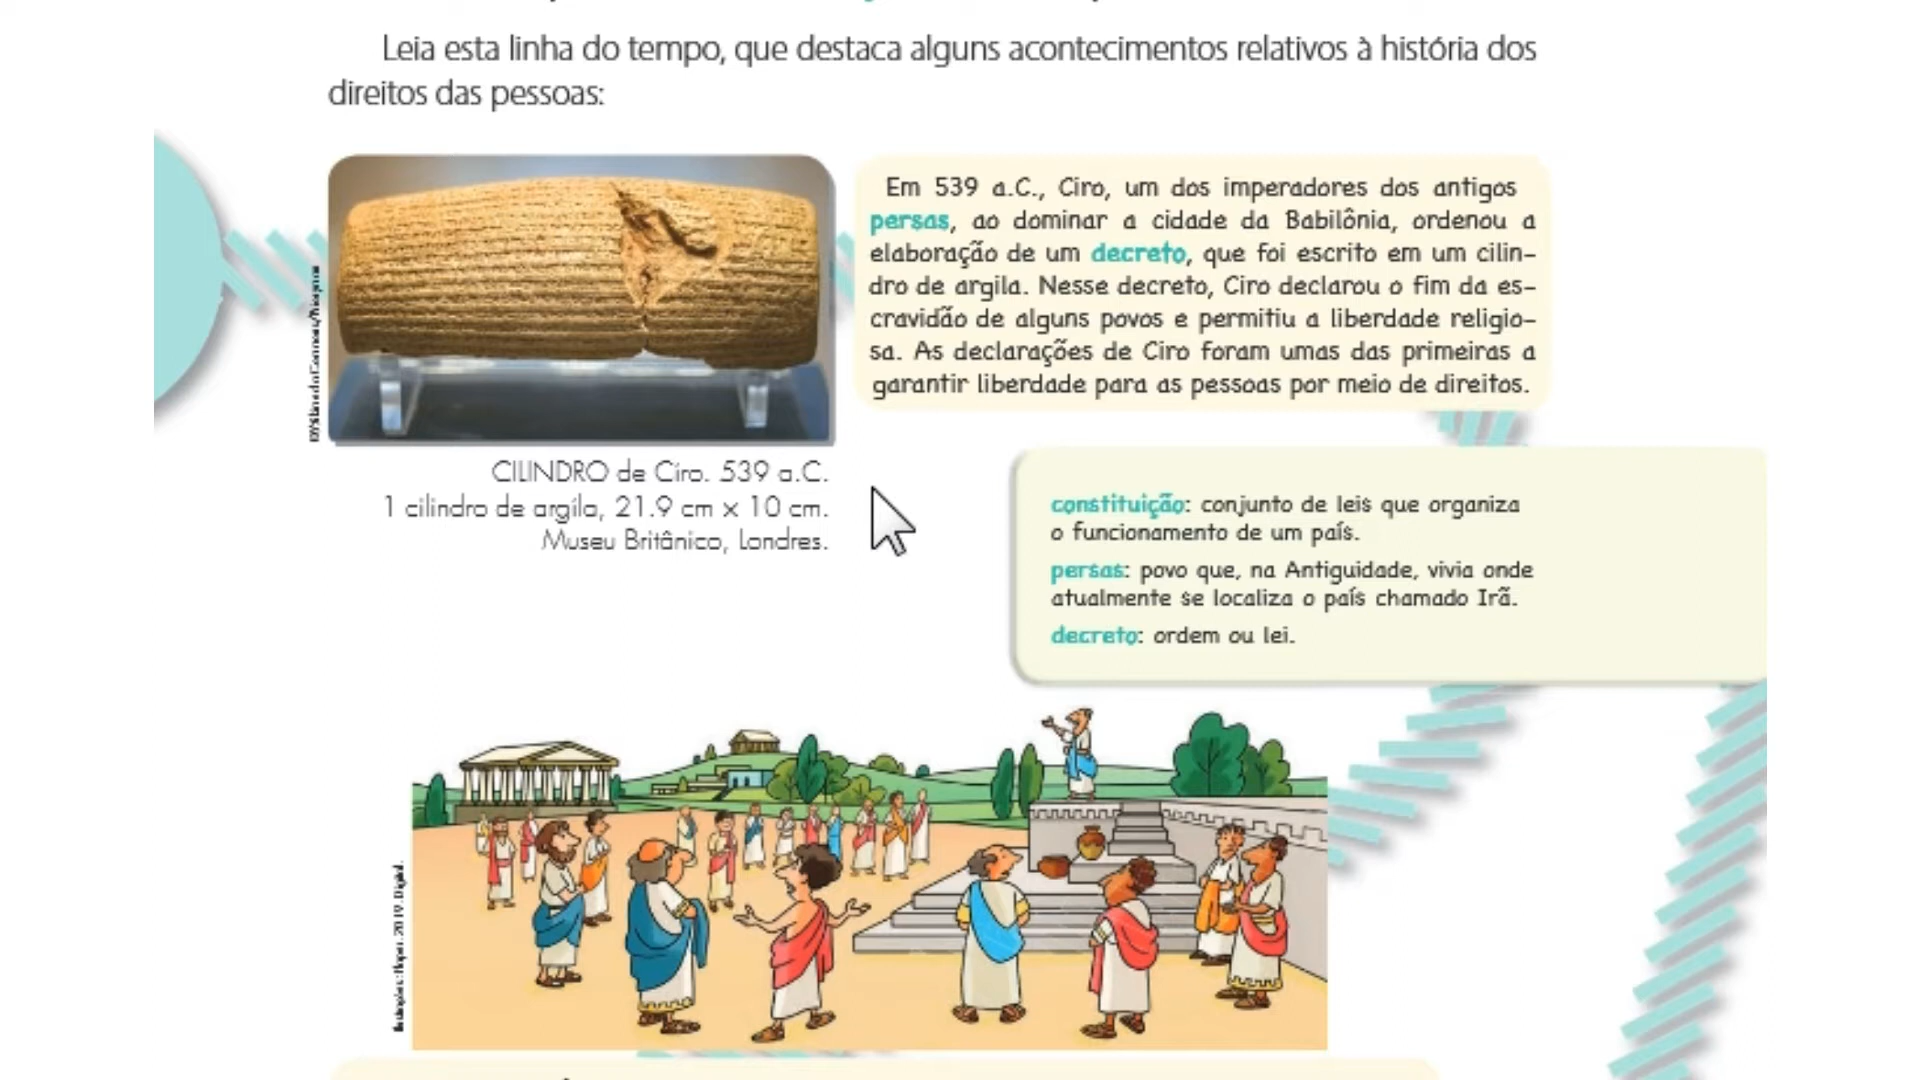 Leia esta linha do tempo, que destaca alguns acontecimentos relativos à história dos
direitos das pessoas:
Em 539 a.C., Ciro, um dos imperadores dos antigos
persas, ao dominar a cidade da Babilônia, ordenou a
elaboração de um decreto, que foi escrito em um cilin-
dro de argila. Nesse decreto, Ciro declarou o fim da es-
cravidão de alguns povos e permitiu a liberdade religio-
sa. As declarações de Ciro foram umas das primeiras a
garantir liberdade para as pessoas por meio de direitos.
CILINDRO de Ciro. 539 a.C.
1 cilindro de argila, 21.9 cm x 10 cm.
Museu Britânico, Londres.
constituição: conjunto de leis que organiza
o funcionamento de um país.
persas: povo que, na Antiguidade, vivia onde
atualmente se localiza o país chamado Irã.
decreto: ordem ou lei.
2019. Digital.